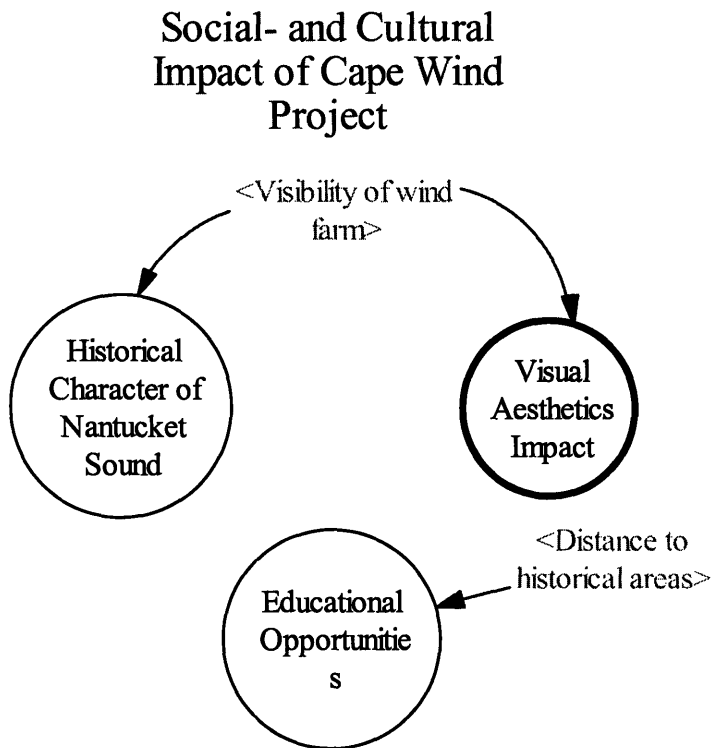 Social- and Cultural
Impact of Cape Wind
Project
<Visibility of wind
farm>
Historical
Character of
Nantucket
Sound
Visual
Aesthetics
Impact
<Distance to
historical areas>
Educational
Opportunitie
s